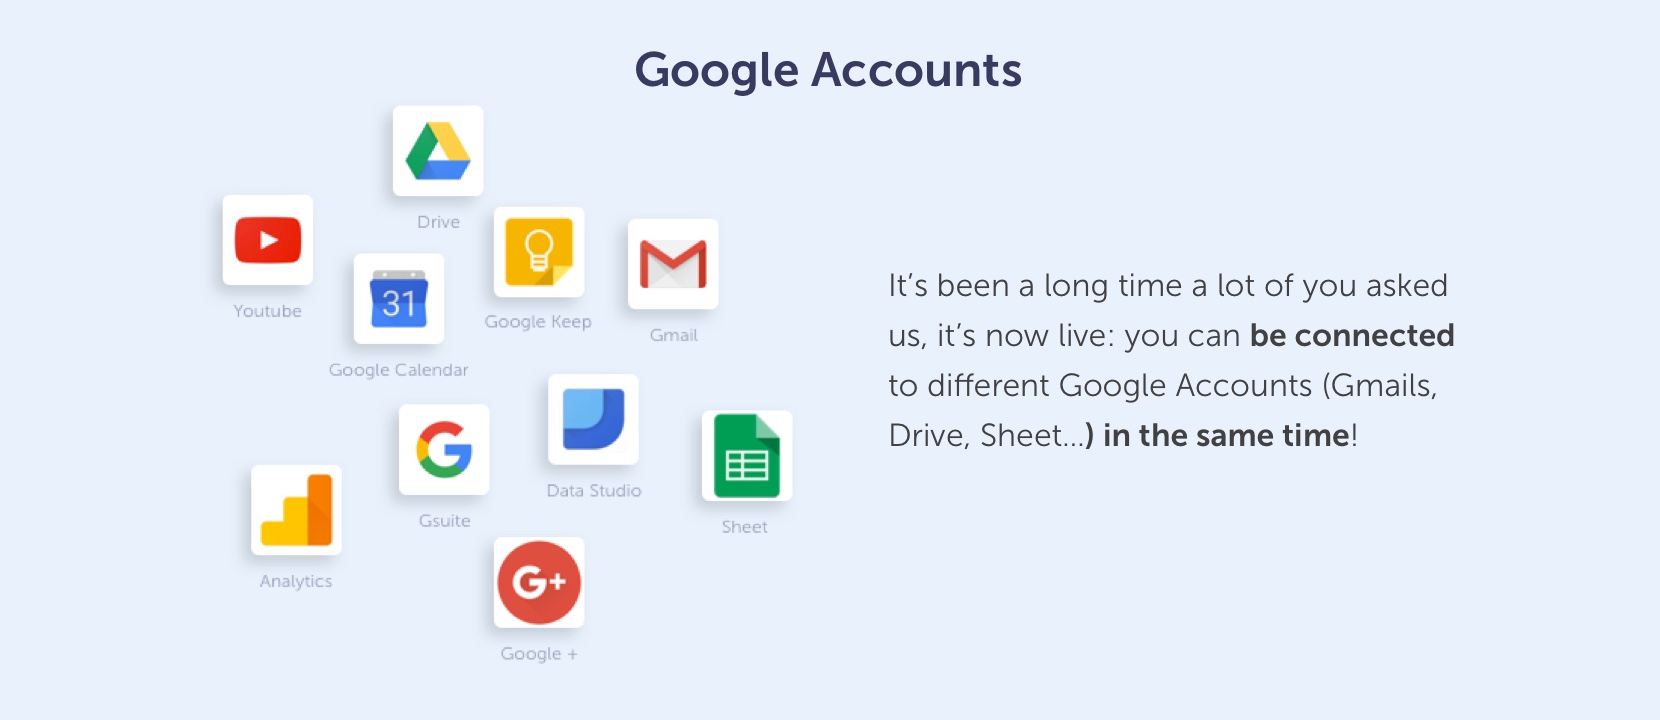 Google Accounts
Drive
Youtube
31
Google Keep
Gmail
Google Calendar
It’s been a long time a lot of you asked
us, it’s now live: you can be connected
to different Google Accounts (Gmails,
Drive, Sheet...) in the same time!
G
Data Studio
Gsuite
Sheet
Analytics
G+
Google +